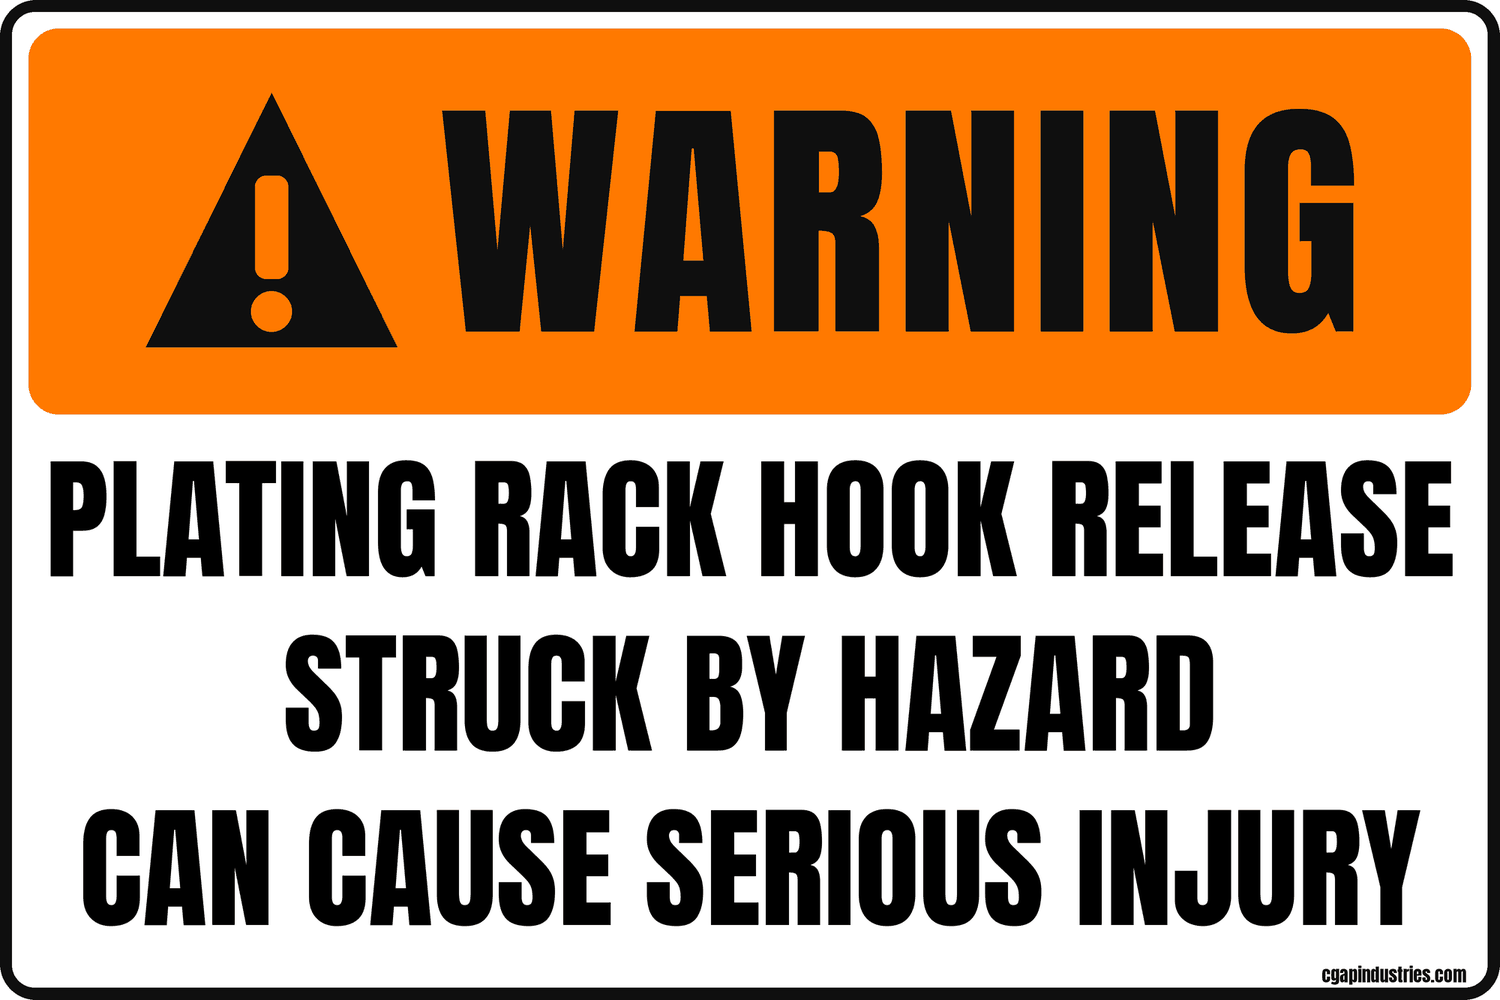 WARNING
PLATING RACK HOOK RELEASE
STRUCK BY HAZARD
CAN CAUSE SERIOUS INJURY
cgapindustries.com